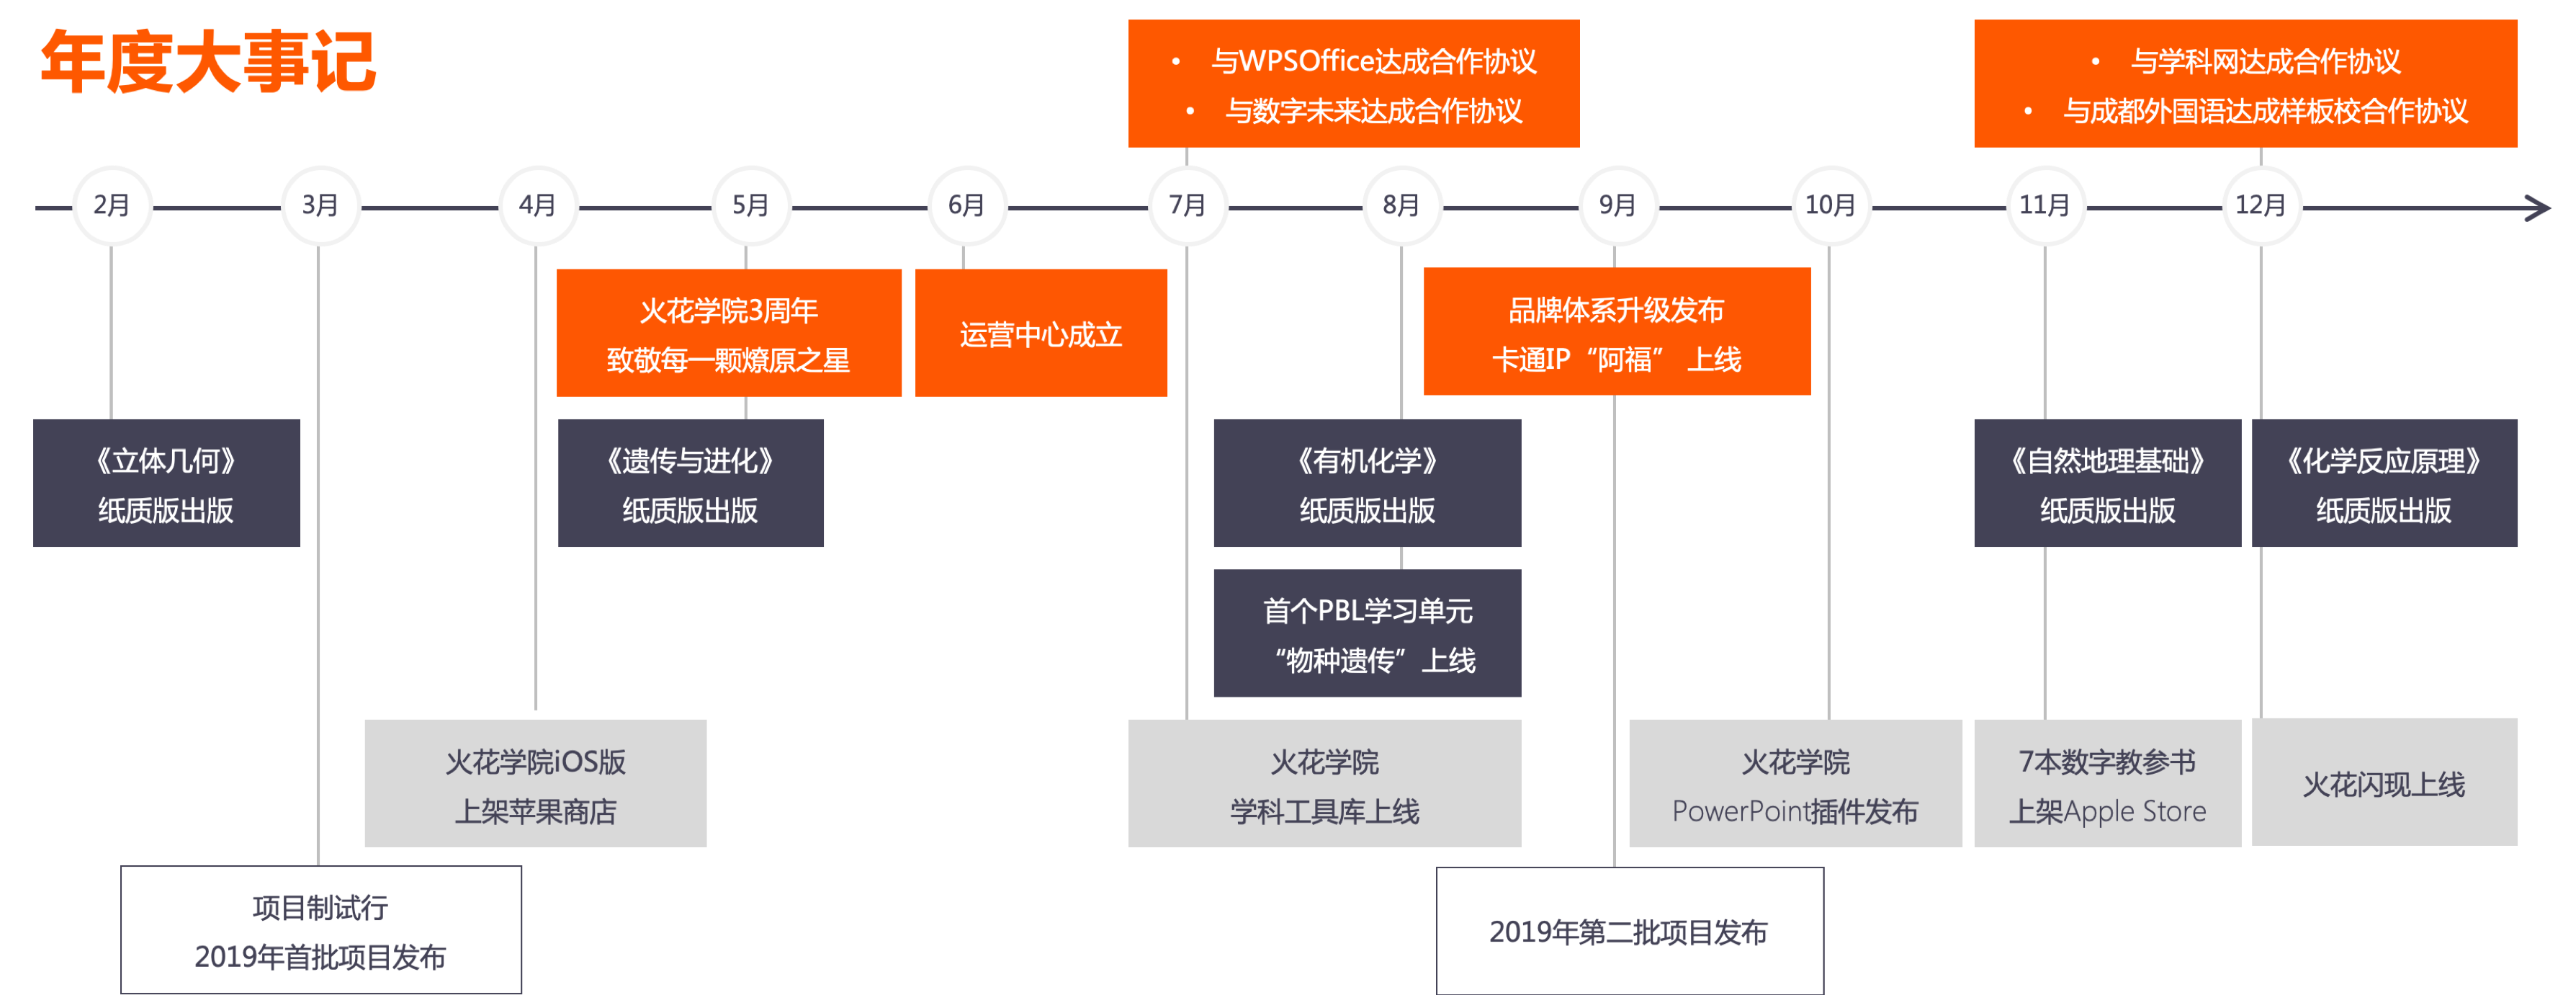 年度大事记
• 与WPSOffice达成合作协议
• 与数字未来达成合作协议
• 与学科网达成合作协议
• 与成都外国语达成样板校合作协议
2月
3月
4月
5月
6月
7月
8月
9月
10月
11月
12月
火花学院3周年
致敬每一颗燎原之星
运营中心成立
品牌体系升级发布
卡通IP“阿福” 上线
《立体几何》
纸质版出版
《遗传与进化》
纸质版出版
《有机化学》
纸质版出版
《自然地理基础》
纸质版出版
《化学反应原理》
纸质版出版
首个PBL学习单元
“物种遗传”上线
火花学院iOS版
上架苹果商店
火花学院
学科工具库上线
火花学院
PowerPoint插件发布
7本数字教参书
上架Apple Store
火花闪现上线
项目制试行
2019年首批项目发布
2019年第二批项目发布